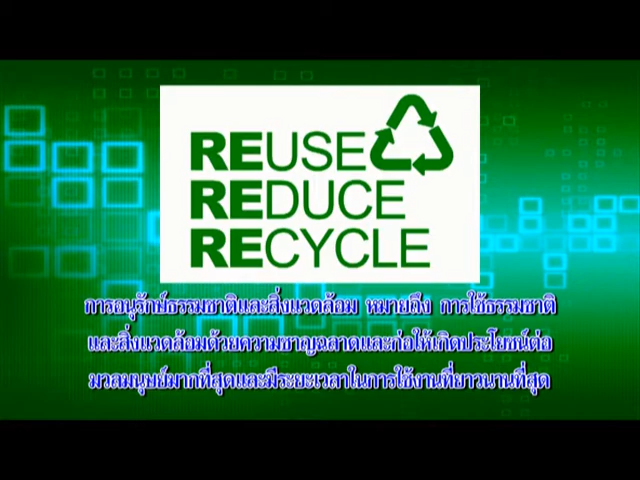 REUSE
REDUCE
RECYCLE
การอนุรักษ์ธรรมชาติและสิ่งแวดล้อม หมายถึง การใช้ธรรมชาติ
และสิ่งแวดล้อมด้วยความชาญฉลาดและก่อให้เกิดประโยชน์ต่อ
มวลมนุษย์มากที่สุดและมีระยะเวลาในการใช้งานที่ยาวนานที่สุด